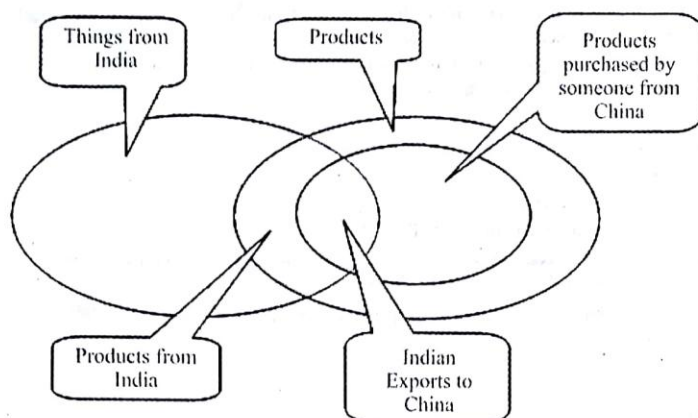 Things from
India
Products
Products
purchased by
someone from
China
Products from
India
Indian
Exports to
China